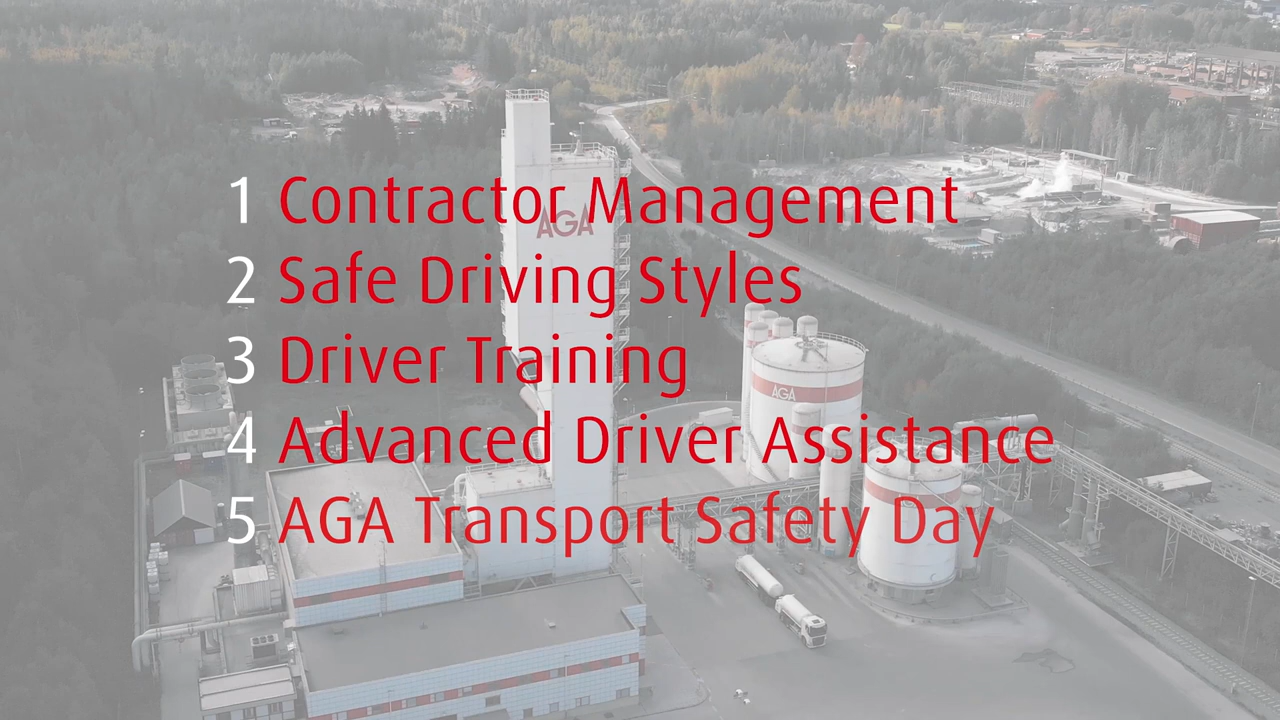 1 Contractor Management
AGA
2 Safe Driving Styles
3 Driver Training
AGA
4 Advanced Driver Assistance
5 AGA Transport Safety Day